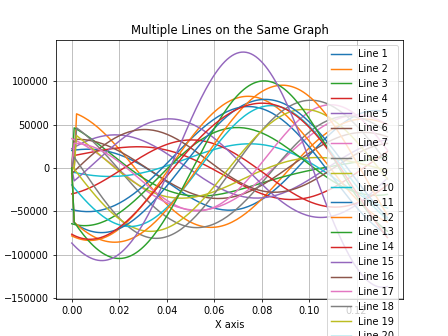 Multiple Lines on the Same Graph
100000
50000
0
−50000
−100000
−150000
0.00
0.02
0.04
0.06
0.08
0.10
X axis
Line 1
Line 2
Line 3
Line 4
Line 5
Line 6
Line 7
Line 8
Line 9
Line 10
Line 11
Line 12
Line 13
Line 14
Line 15
Line 16
Line 17
Line 18
Line 19
Line 20